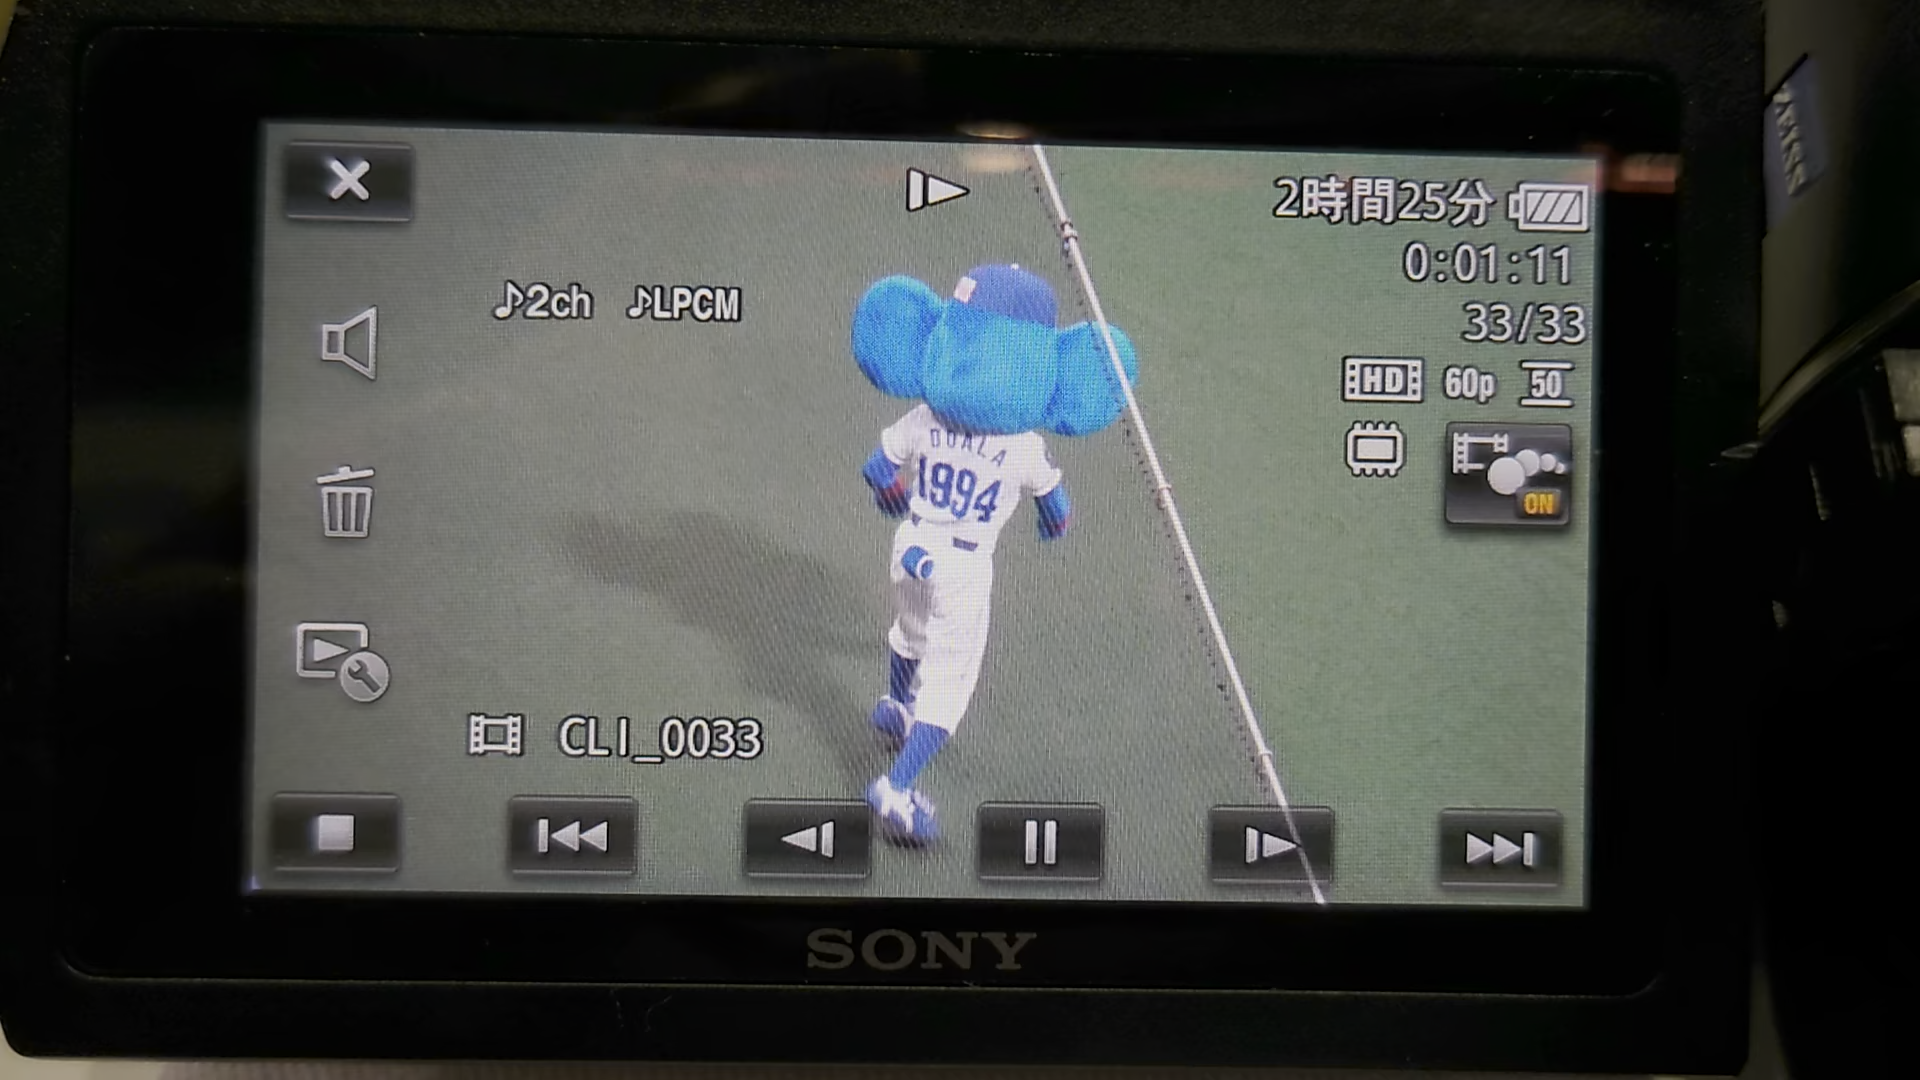 2時間25分
0:01:11
♪2ch ♪LPCM
33/33
HD 60p 50
ON
DOALA
1994
CLI_0033
SONY
ZEISS